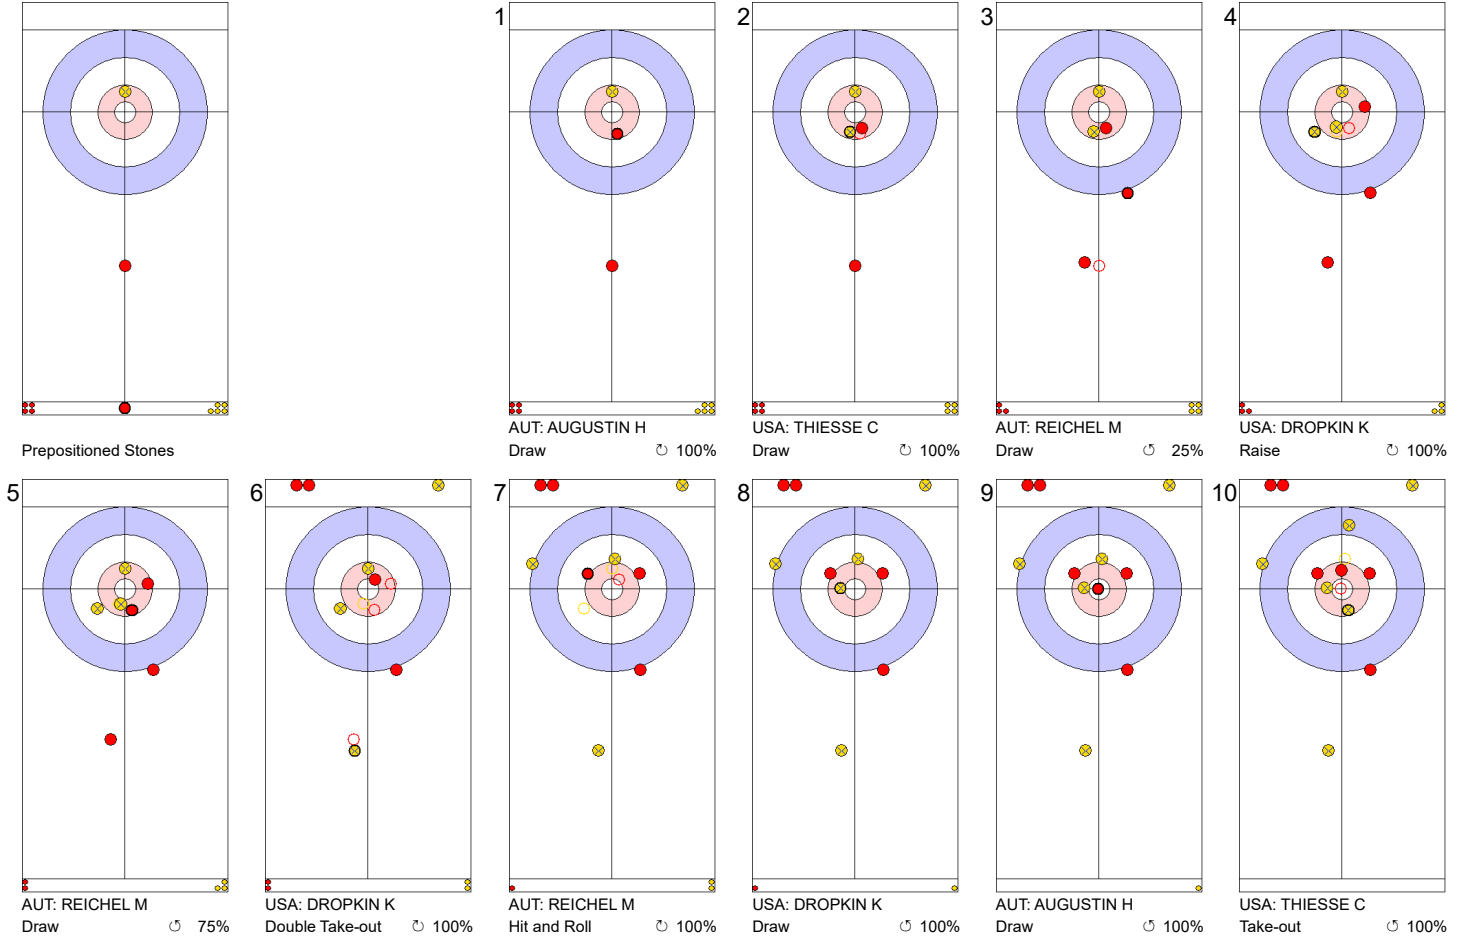 1
2
3
4
Prepositioned Stones
AUT: AUGUSTIN H
Draw ↻ 100%
USA: THIESSE C
Draw ↻ 100%
AUT: REICHEL M
Draw ↺ 25%
USA: DROPKIN K
Raise ↻ 100%
5
6
7
8
9
10
AUT: REICHEL M
Draw ↺ 75%
USA: DROPKIN K
Double Take-out ↻ 100%
AUT: REICHEL M
Hit and Roll ↻ 100%
USA: DROPKIN K
Draw ↻ 100%
AUT: AUGUSTIN H
Draw ↺ 100%
USA: THIESSE C
Take-out ↻ 100%